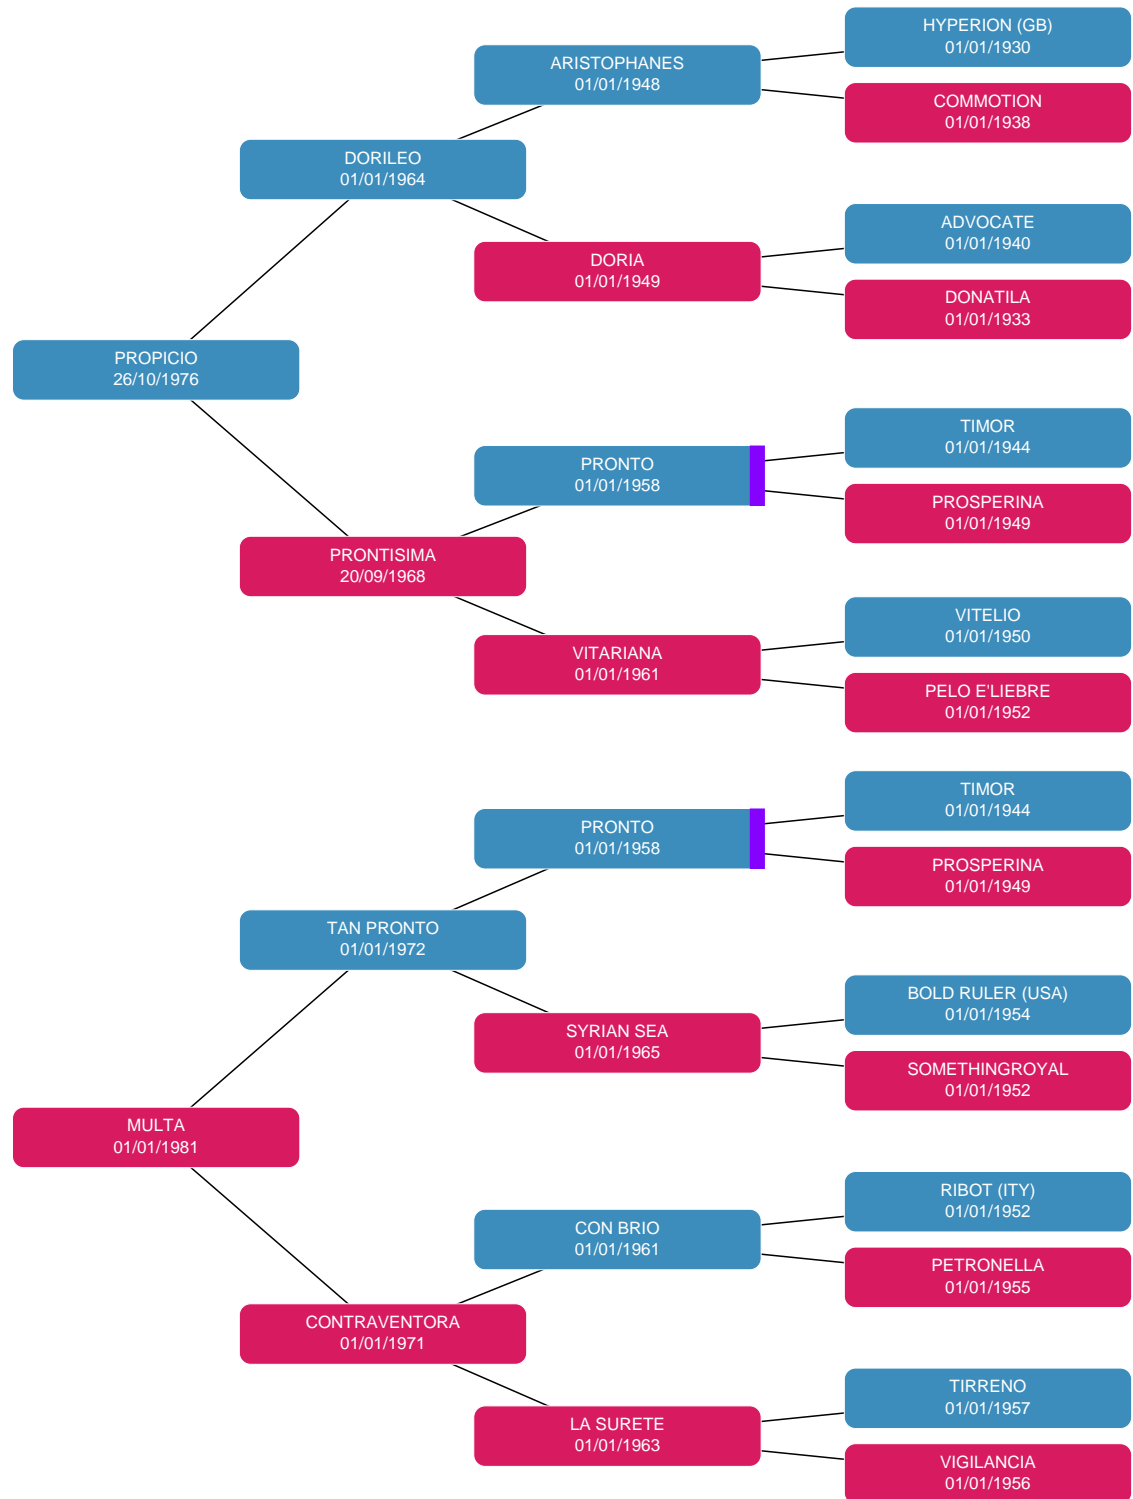 HYPERION (GB)
01/01/1930
ARISTOPHANES
01/01/1948
COMMOTION
01/01/1938
DORILEO
01/01/1964
ADVOCATE
01/01/1940
DORIA
01/01/1949
DONATILA
01/01/1933
PROPICIO
26/10/1976
TIMOR
01/01/1944
PRONTO
01/01/1958
PROSPERINA
01/01/1949
PRONTISIMA
20/09/1968
VITELIO
01/01/1950
VITARIANA
01/01/1961
PELO E'LIEBRE
01/01/1952
TIMOR
01/01/1944
PRONTO
01/01/1958
PROSPERINA
01/01/1949
TAN PRONTO
01/01/1972
BOLD RULER (USA)
01/01/1954
SYRIAN SEA
01/01/1965
SOMETHINGROYAL
01/01/1952
MULTA
01/01/1981
RIBOT (ITY)
01/01/1952
CON BRIO
01/01/1961
PETRONELLA
01/01/1955
CONTRAVENTORA
01/01/1971
TIRRENO
01/01/1957
LA SURETE
01/01/1963
VIGILANCIA
01/01/1956